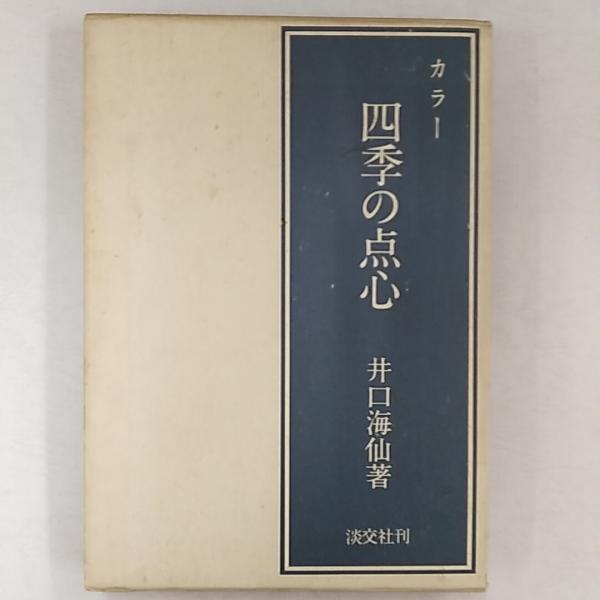 カラー
四季の点心
井口海仙著
淡交社刊